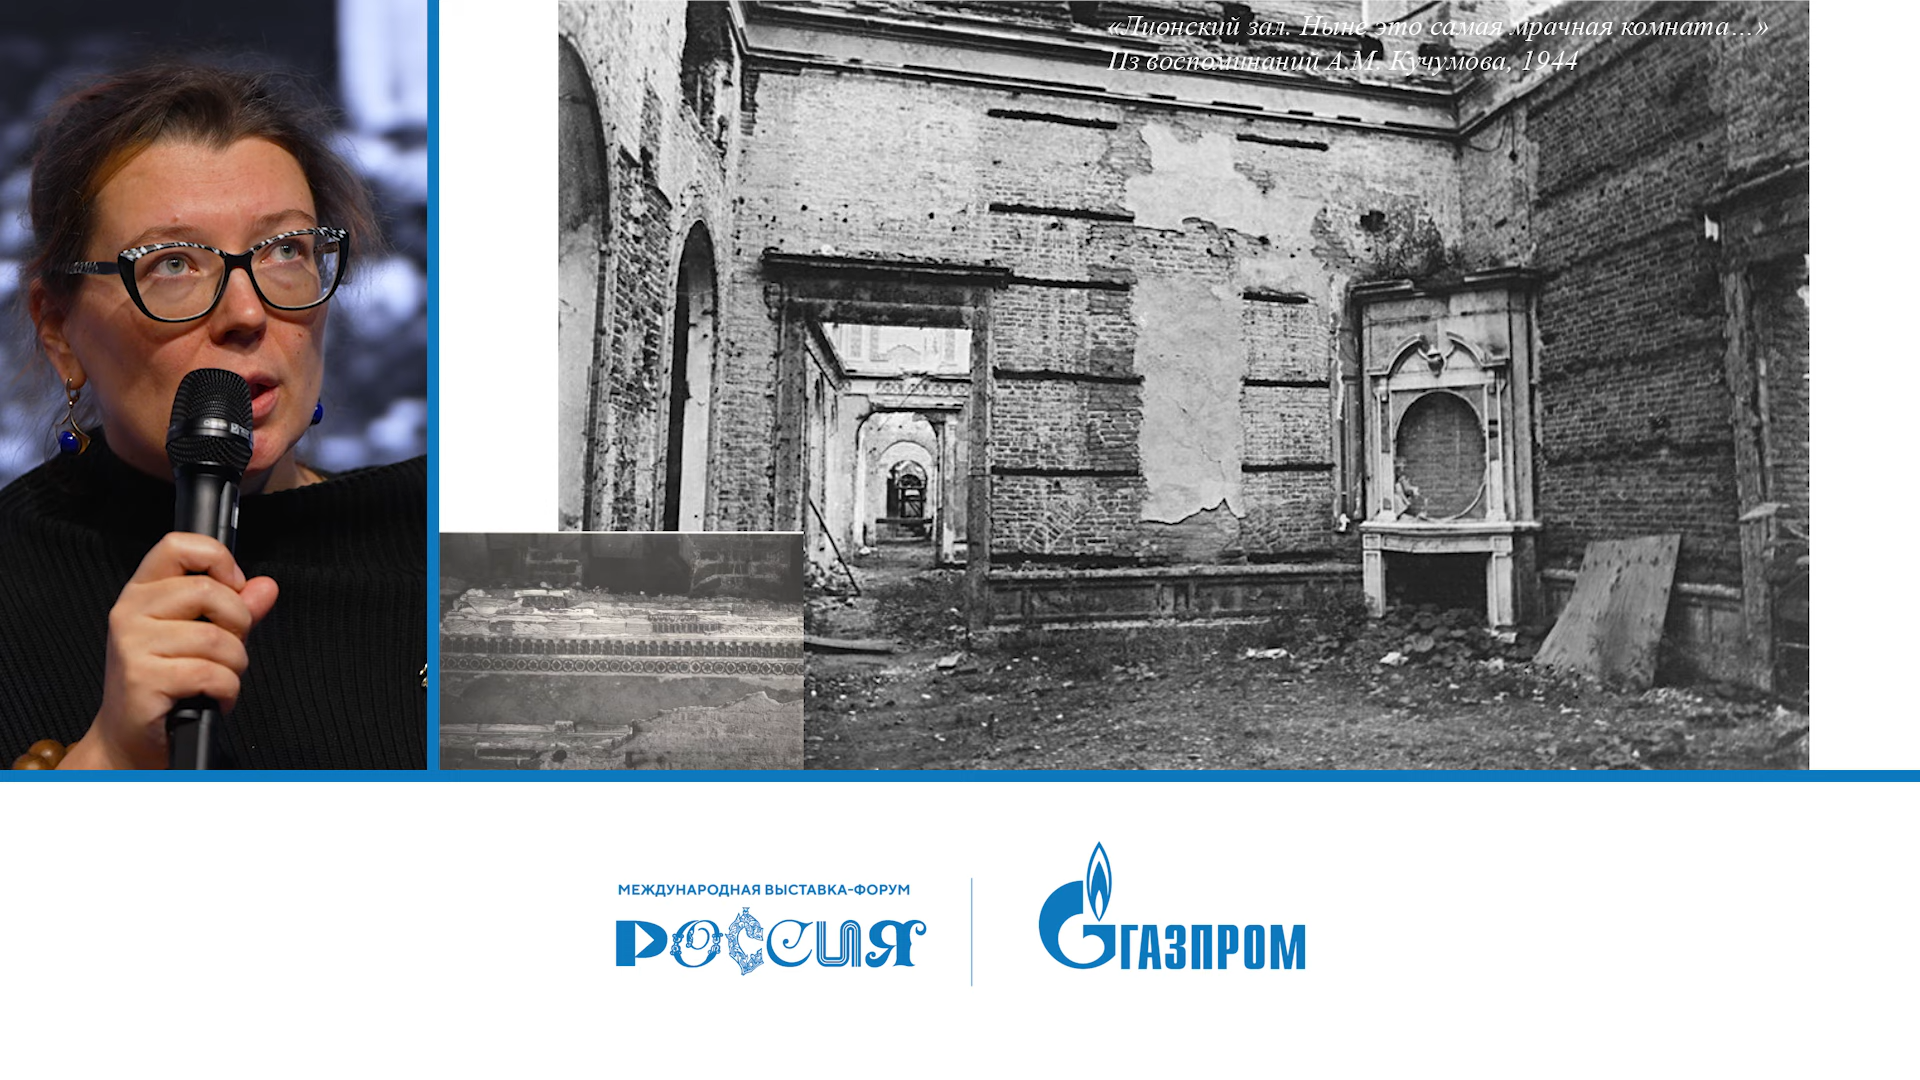 «Лионский зал. Ныне это самая мрачная комната…»
Из воспоминаний А.М. Кучумова, 1944
МЕЖДУНАРОДНАЯ ВЫСТАВКА-ФОРУМ
РОССИЯ
ГАЗПРОМ